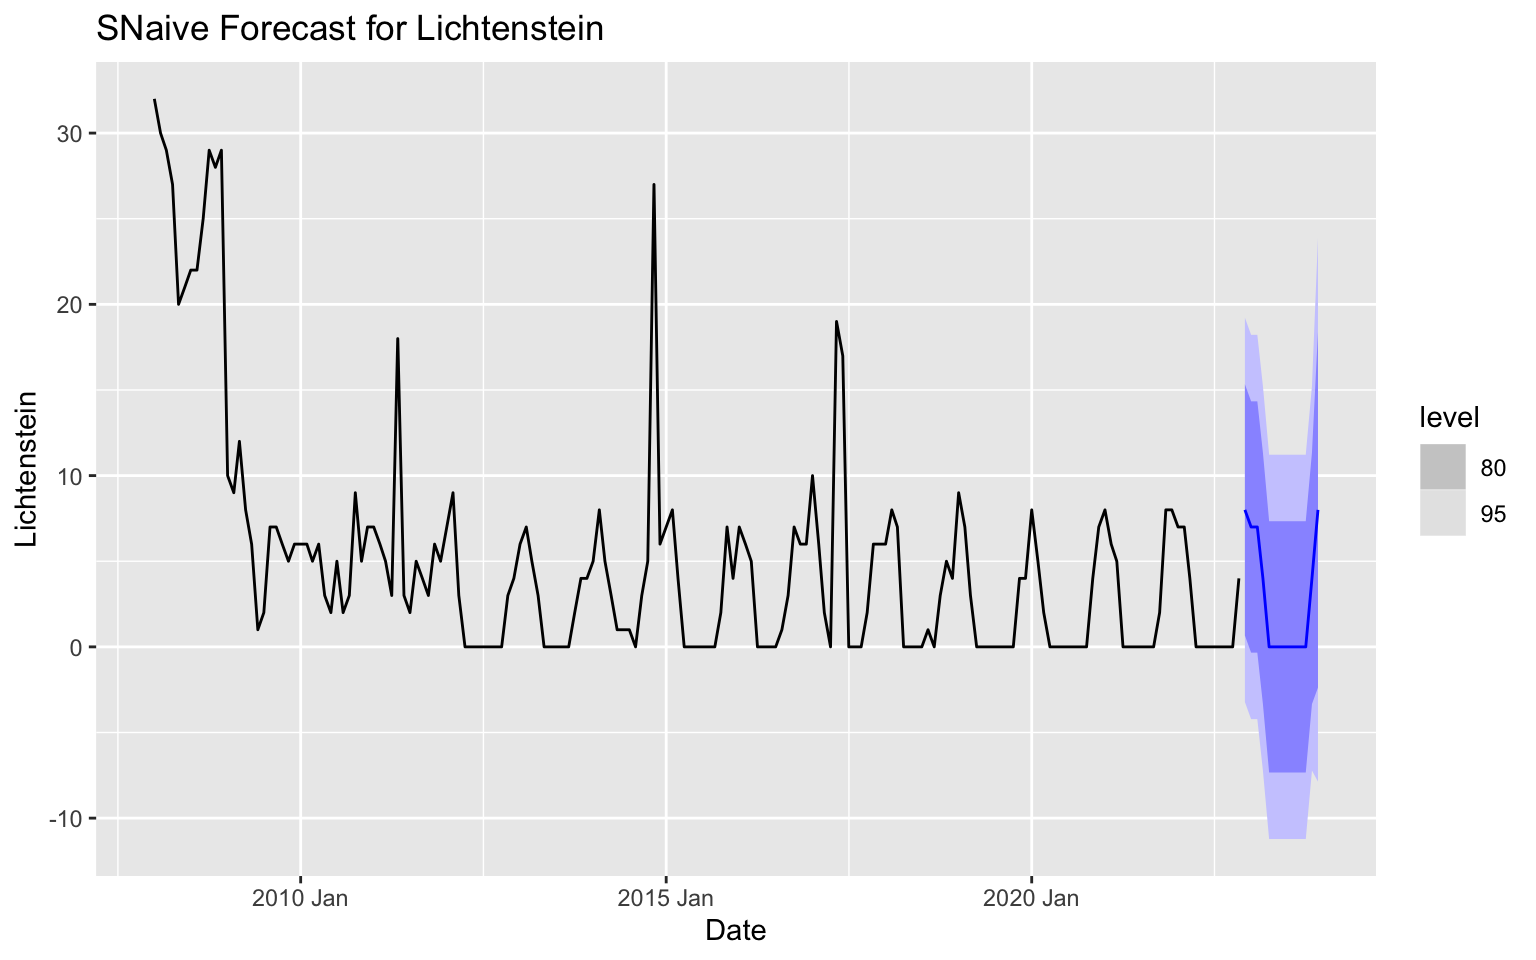 SNaive Forecast for Lichtenstein
30
20
10
0
-10
Lichtenstein
2010 Jan
2015 Jan
2020 Jan
Date
level
80
95